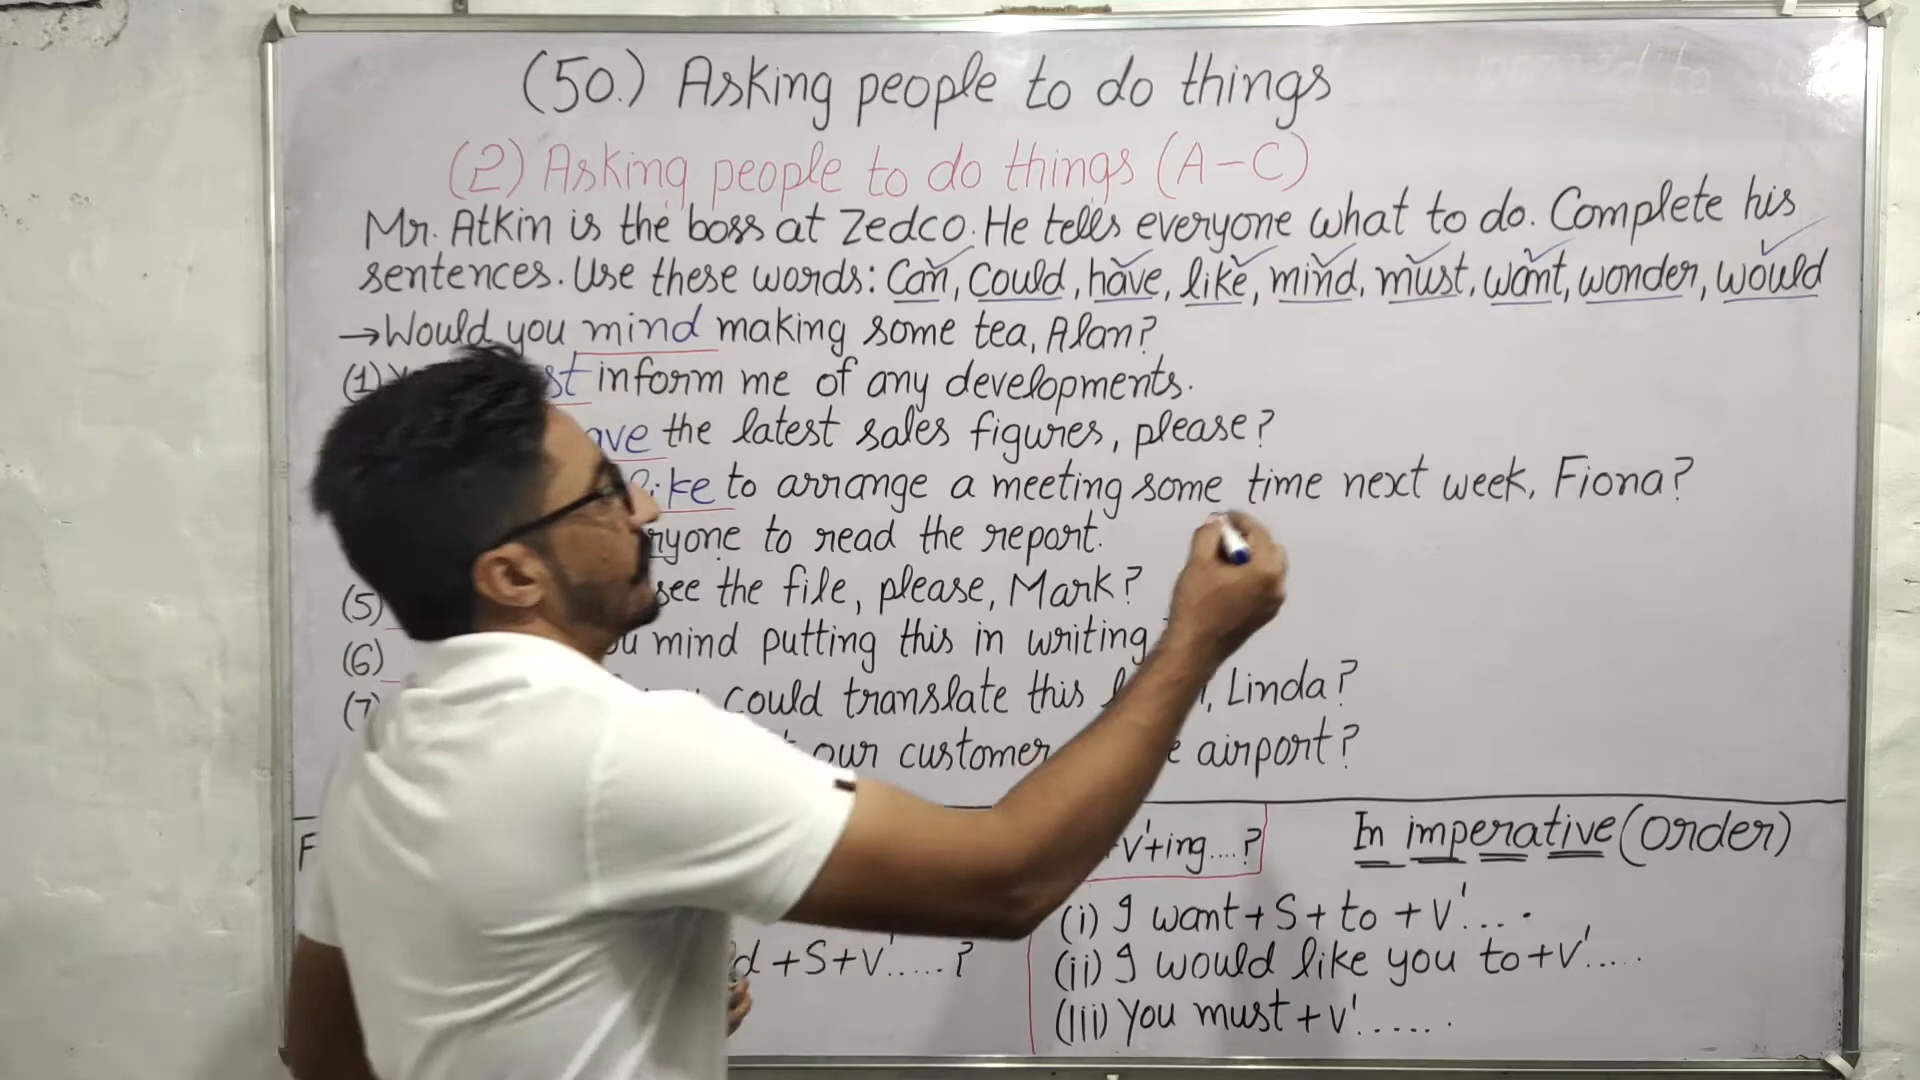 (50.) Asking people to do things
(2) Asking people to do things (A-C)
Mr. Atkin is the boss at Zedco. He tells everyone what to do. Complete his
sentences. Use these words: Can, Could, have, like, mind, must, want, wonder, would
→ Would you mind making some tea, Alan?
(1) inform me of any developments.
the latest sales figures, please?
like to arrange a meeting some time next week, Fiona?
to read the report.
(5) see the file, please, Mark?
(6) mind putting this in writing
(7) could translate this Linda?
our customer airport?
V'+ing....?
In imperative (Order)
(i) I want + S + to + V'... .
+S+V'.....?
(ii) I would like you to + V'.....
(iii) You must + V'.......